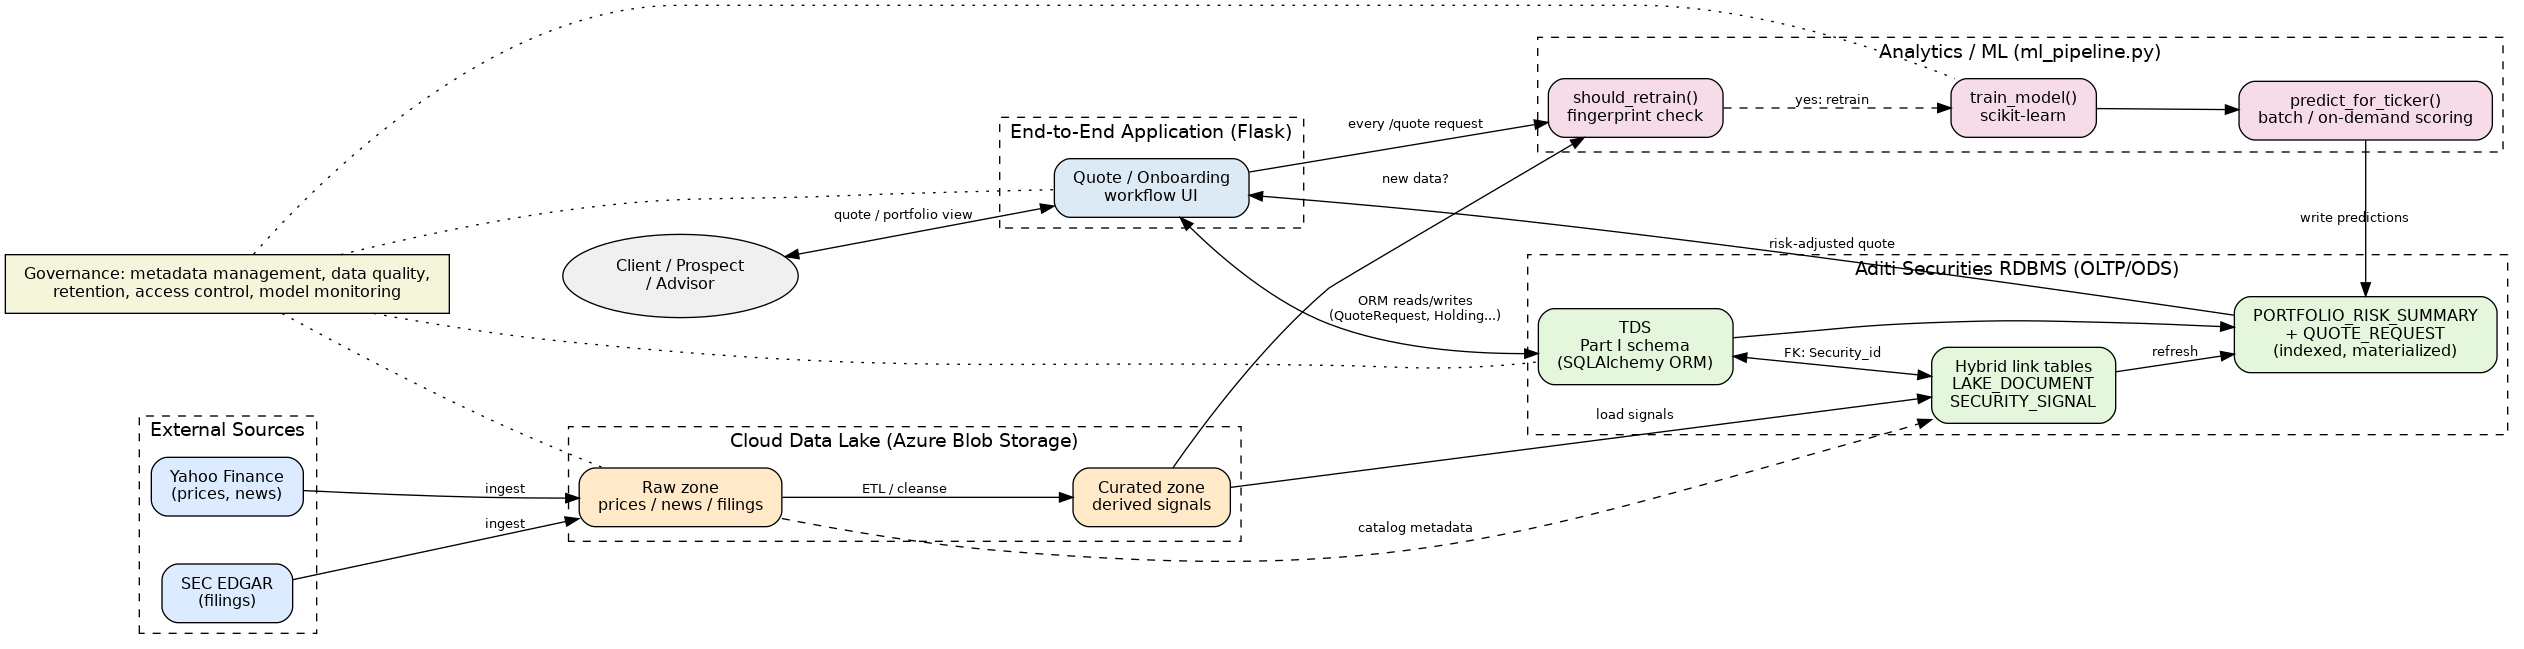 Analytics / ML (ml_pipeline.py)
should_retrain()
fingerprint check
yes: retrain
train_model()
scikit-learn
predict_for_ticker()
batch / on-demand scoring
End-to-End Application (Flask)
Quote / Onboarding
workflow UI
every /quote request
new data?
quote / portfolio view
Client / Prospect
/ Advisor
write predictions
risk-adjusted quote
Governance: metadata management, data quality,
retention, access control, model monitoring
Aditi Securities RDBMS (OLTP/ODS)
ORM reads/writes
(QuoteRequest, Holding...)
TDS
Part I schema
(SQLAlchemy ORM)
FK: Security_id
Hybrid link tables
LAKE_DOCUMENT
SECURITY_SIGNAL
refresh
PORTFOLIO_RISK_SUMMARY
+ QUOTE_REQUEST
(indexed, materialized)
load signals
External Sources
Yahoo Finance
(prices, news)
SEC EDGAR
(filings)
ingest
ingest
Cloud Data Lake (Azure Blob Storage)
Raw zone
prices / news / filings
ETL / cleanse
Curated zone
derived signals
catalog metadata